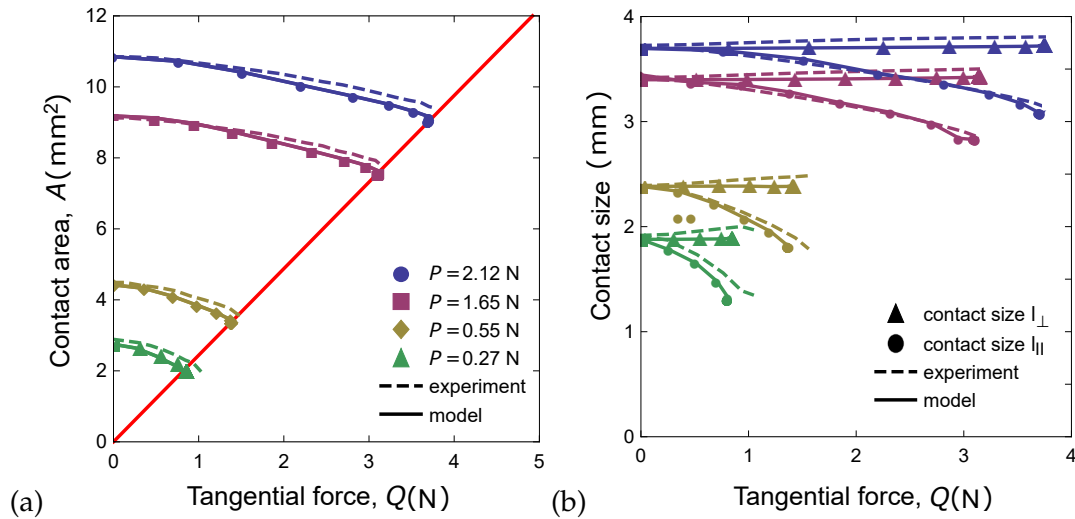 12
10
8
6
4
2
0
0
1
2
3
4
5
Contact area, A(mm²)
P = 2.12 N
P = 1.65 N
P = 0.55 N
P = 0.27 N
experiment
model
(a)
Tangential force, Q(N)
4 mm
3
2
1
0
0
1
2
3
4
Contact size (mm)
contact size l⊥
contact size l||
experiment
model
(b)
Tangential force, Q(N)